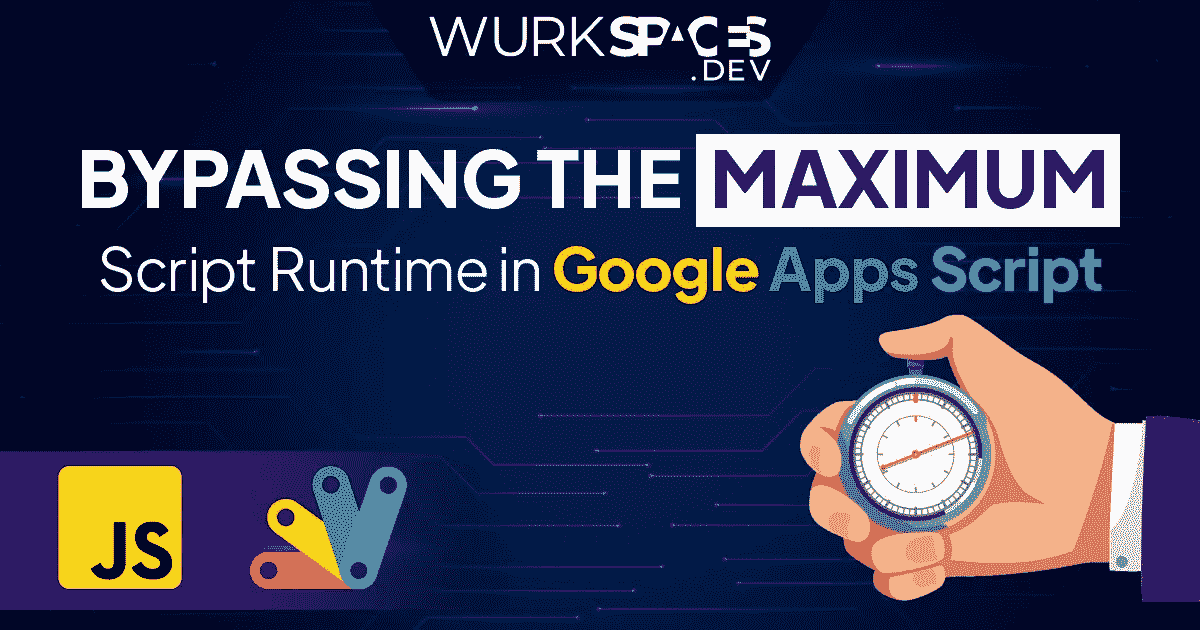 WURKSPACES
.DEV
BYPASSING THE MAXIMUM
Script Runtime in Google Apps Script
JS